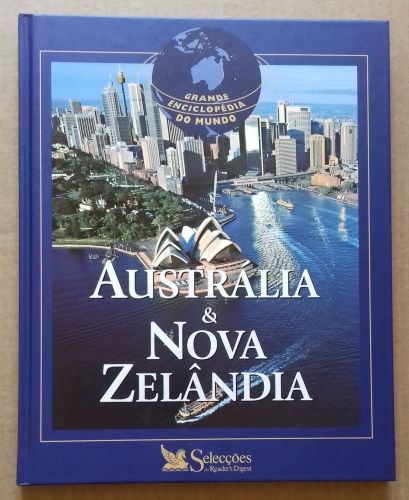 GRANDE
ENCICLOPÉDIA
DO MUNDO
AUSTRÁLIA
&
NOVA
ZELÂNDIA
Selecções
do Reader's Digest